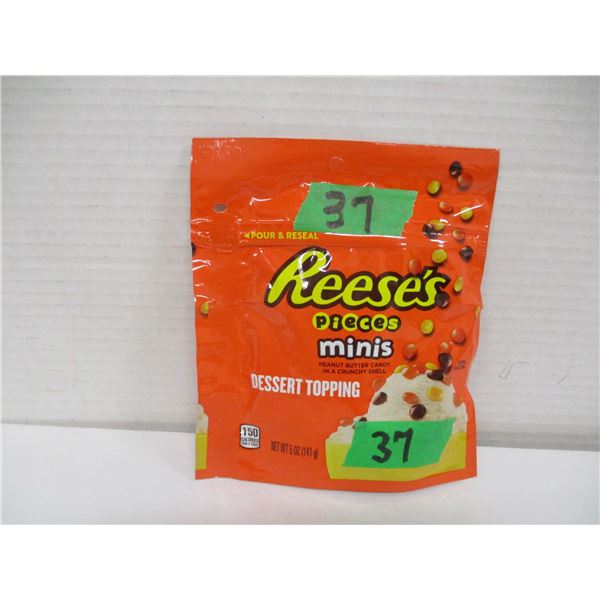 37
◄POUR & RESEAL
Reese's
PIECES
minis
PEANUT BUTTER CANDY
IN A CRUNCHY SHELL
DESSERT TOPPING
150
CALORIES
NET WT 5 OZ (141 g)
37